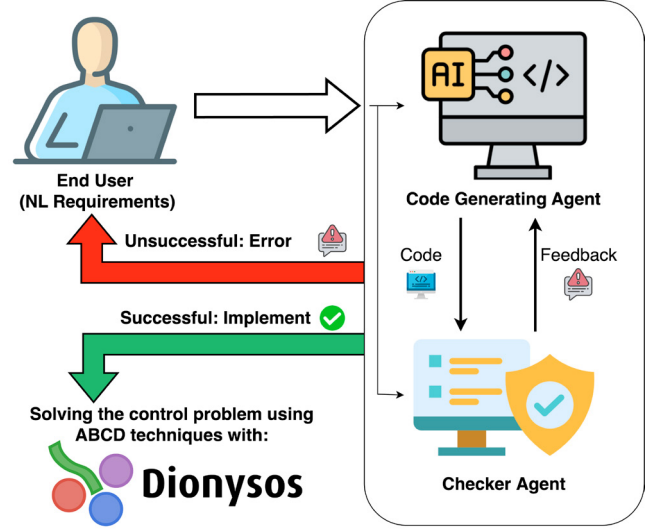 AI
</>
End User
(NL Requirements)
Code Generating Agent
Unsuccessful: Error
Code
Feedback
Successful: Implement
Solving the control problem using
ABCD techniques with:
Dionysos
Checker Agent